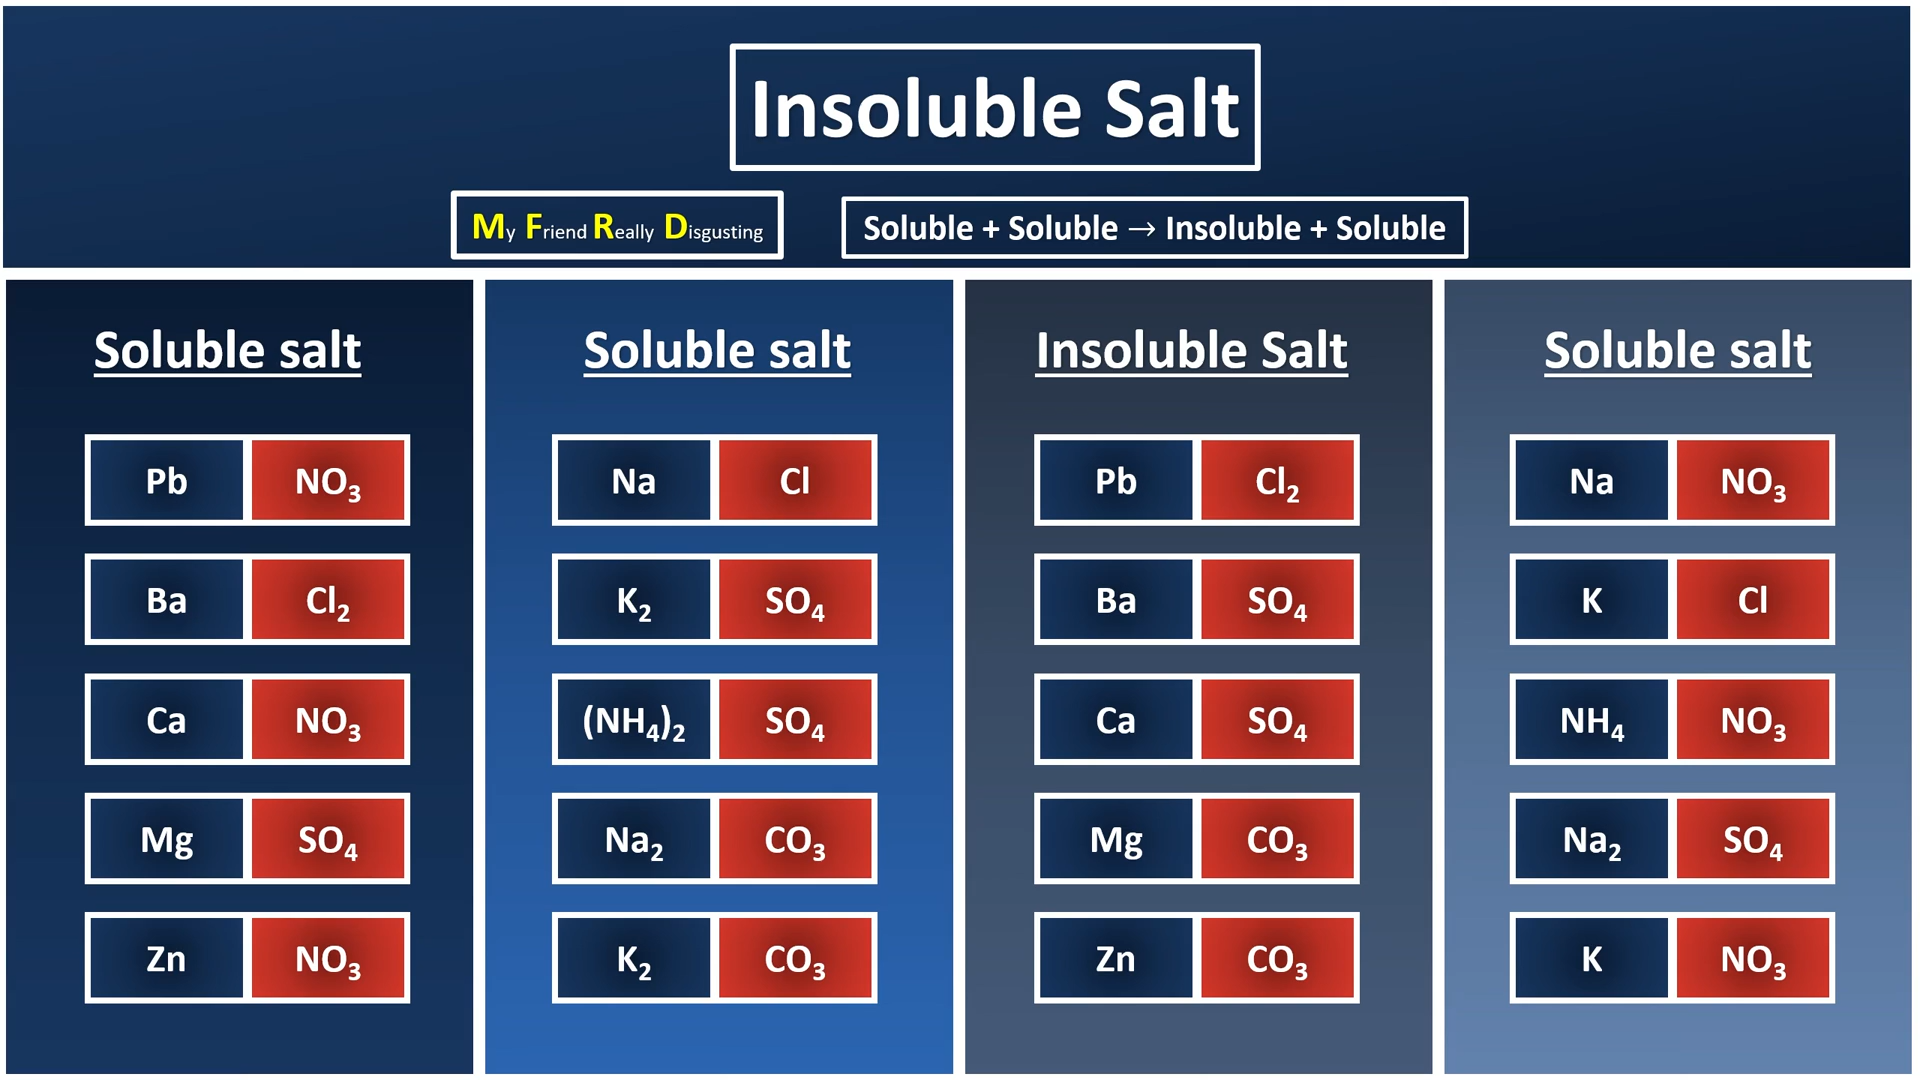 Insoluble Salt
My Friend Really Disgusting
Soluble + Soluble → Insoluble + Soluble
Soluble salt
Soluble salt
Insoluble Salt
Soluble salt
Pb NO₃
Na Cl
Pb Cl₂
Na NO₃
Ba Cl₂
K₂ SO₄
Ba SO₄
K Cl
Ca NO₃
(NH₄)₂ SO₄
Ca SO₄
NH₄ NO₃
Mg SO₄
Na₂ CO₃
Mg CO₃
Na₂ SO₄
Zn NO₃
K₂ CO₃
Zn CO₃
K NO₃